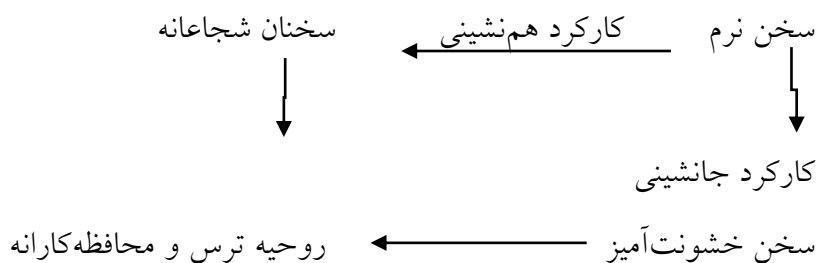 سخن نرم کارکرد هم‌نشینی سخنان شجاعانه
کارکرد جانشینی
سخن خشونت‌آمیز روحیه ترس و محافظه‌کارانه